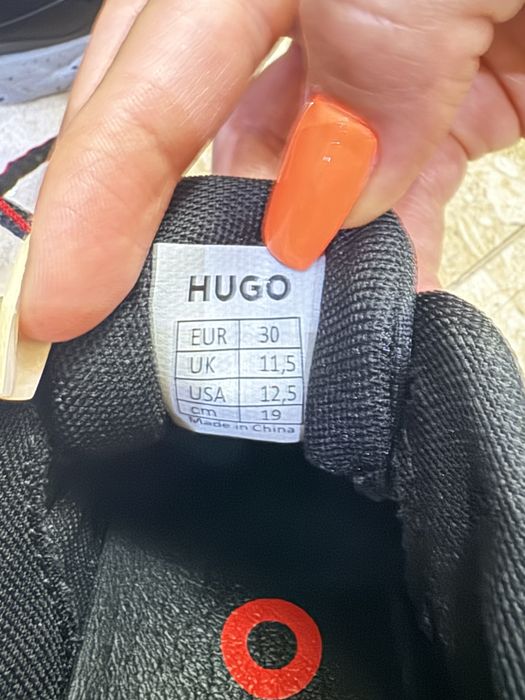 HUGO
EUR 30
UK 11,5
USA 12,5
cm 19
Made in China